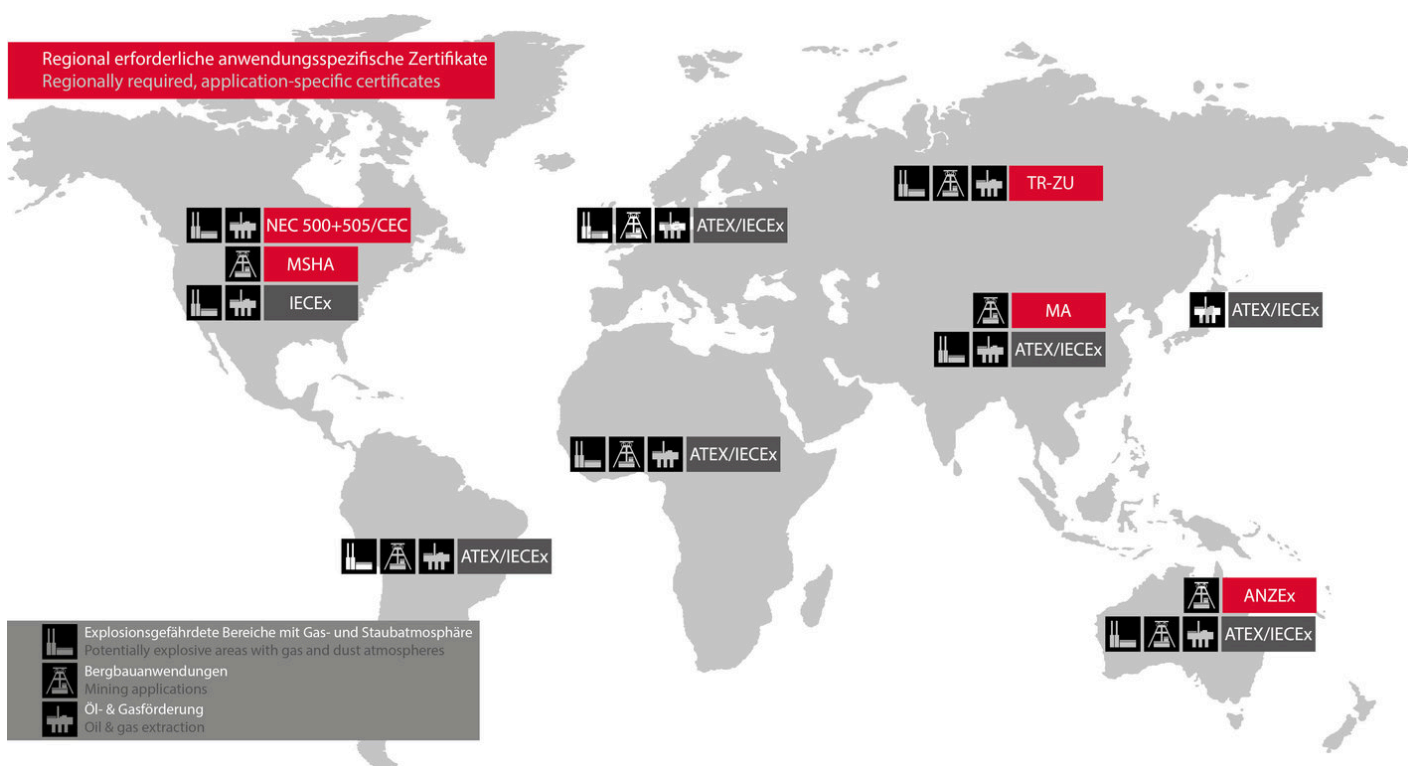 Regional erforderliche anwendungsspezifische Zertifikate
Regionally required, application-specific certificates
TR-ZU
NEC 500+505/CEC
ATEX/IECEx
MSHA
IECEx
MA
ATEX/IECEx
ATEX/IECEx
ATEX/IECEx
ATEX/IECEx
ANZEx
ATEX/IECEx
Explosionsgefährdete Bereiche mit Gas- und Staubatmosphäre
Potentially explosive areas with gas and dust atmospheres
Bergbauanwendungen
Mining applications
Öl- & Gasförderung
Oil & gas extraction